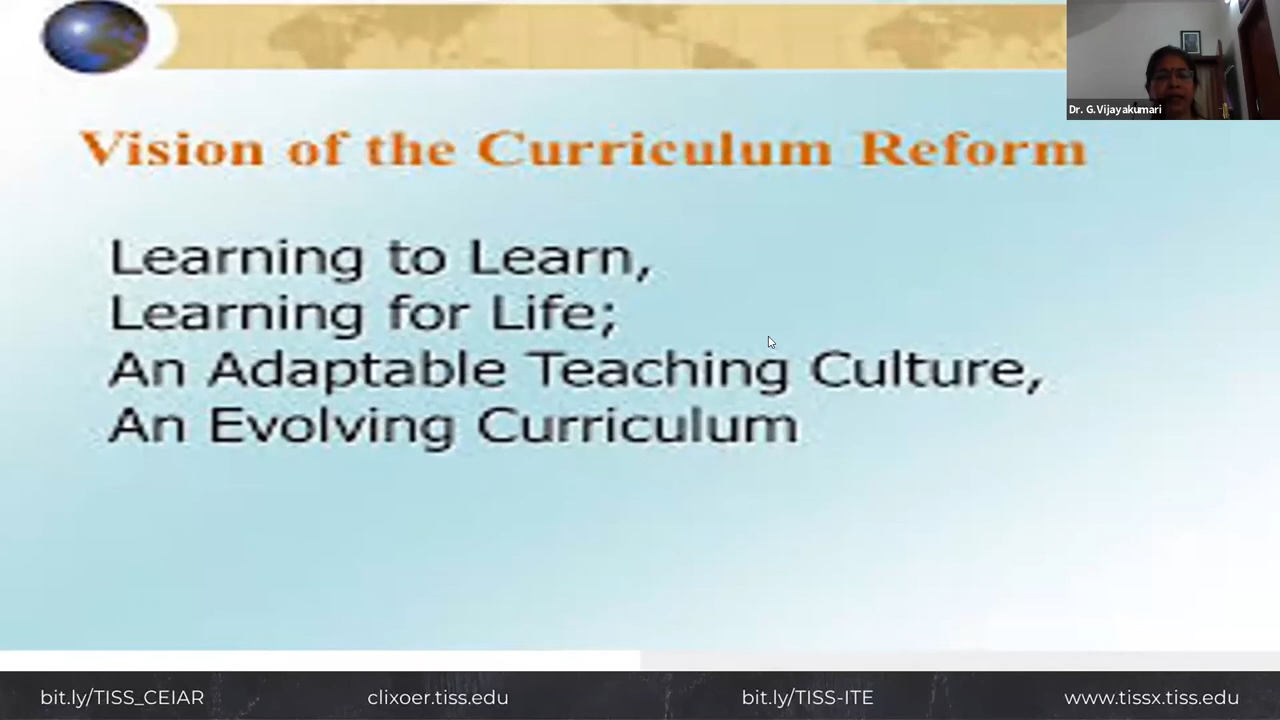 Dr. G.Vijayakumari
Vision of the Curriculum Reform
Learning to Learn,
Learning for Life;
An Adaptable Teaching Culture,
An Evolving Curriculum
bit.ly/TISS_CEIAR
clixoer.tiss.edu
bit.ly/TISS-ITE
www.tissx.tiss.edu